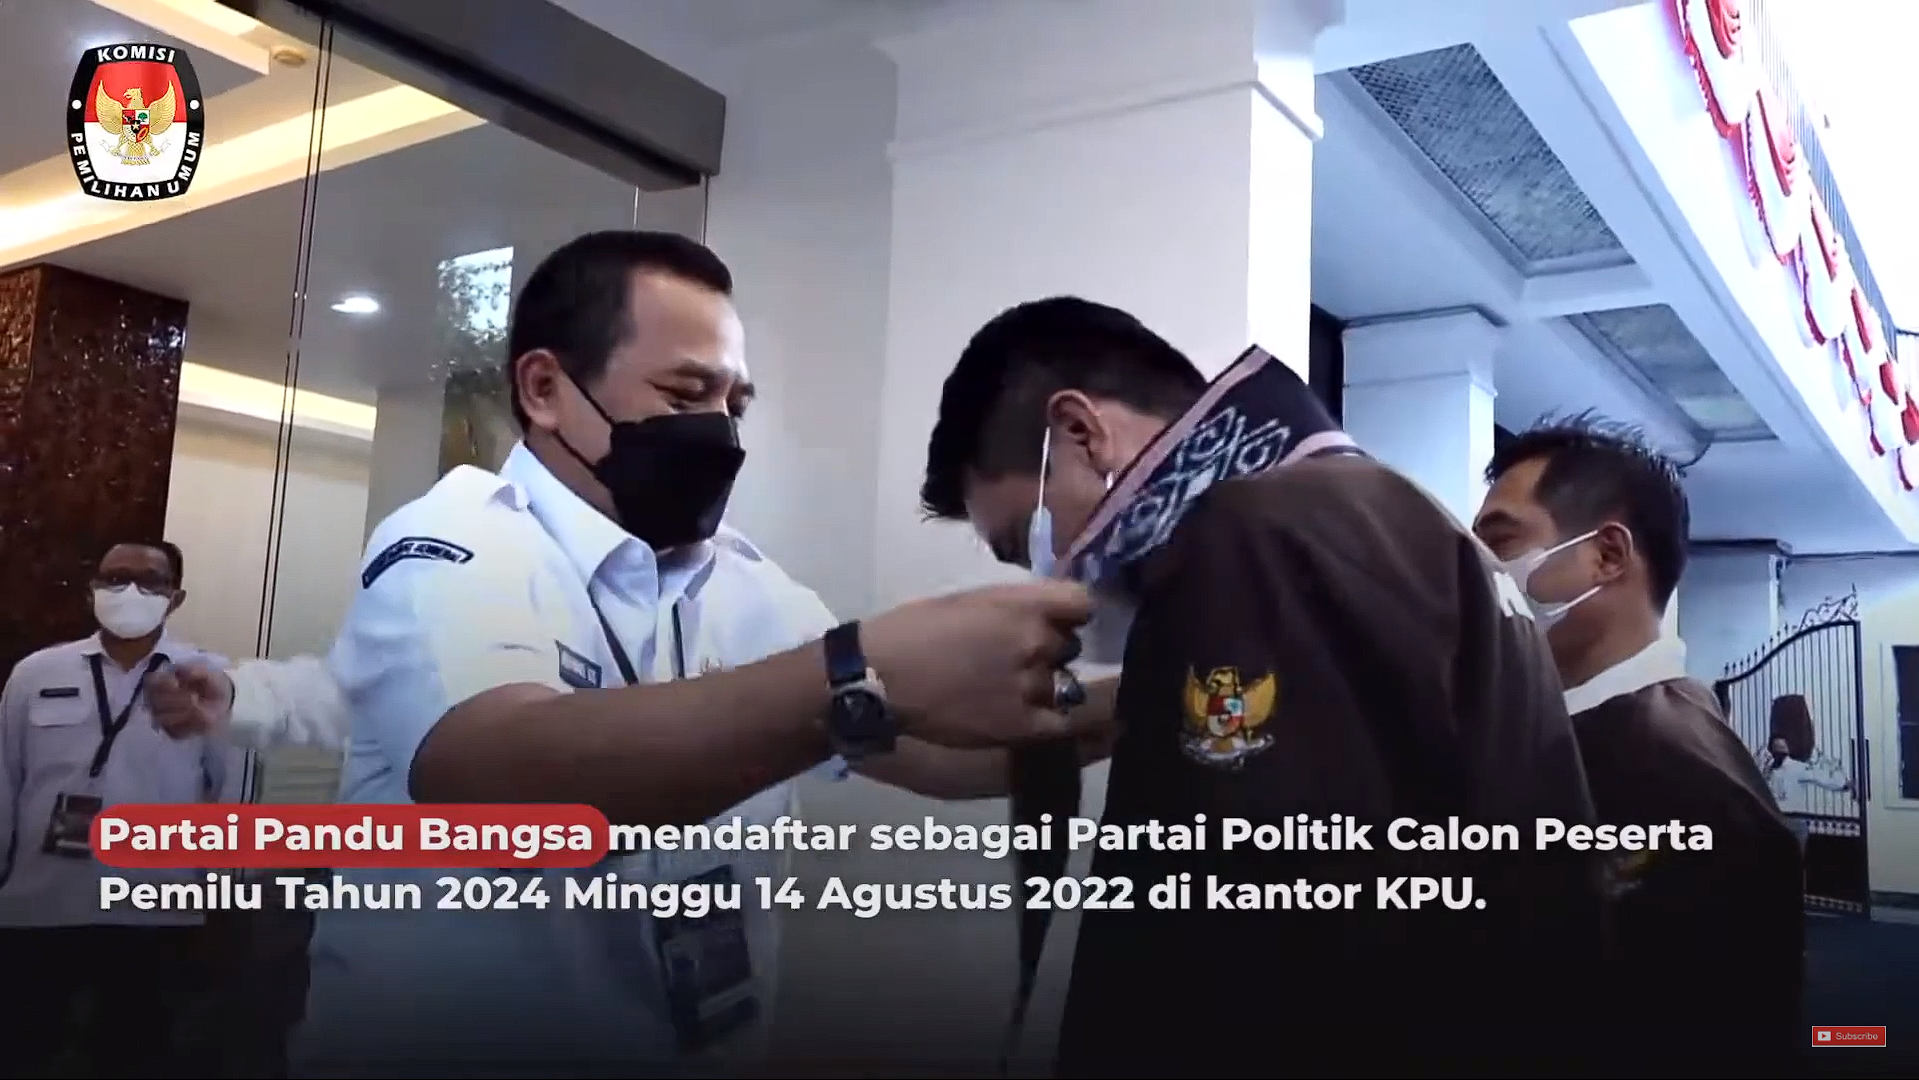 KOMISI
PEMILIHAN UMUM
Partai Pandu Bangsa mendaftar sebagai Partai Politik Calon Peserta
Pemilu Tahun 2024 Minggu 14 Agustus 2022 di kantor KPU.
Subscribe